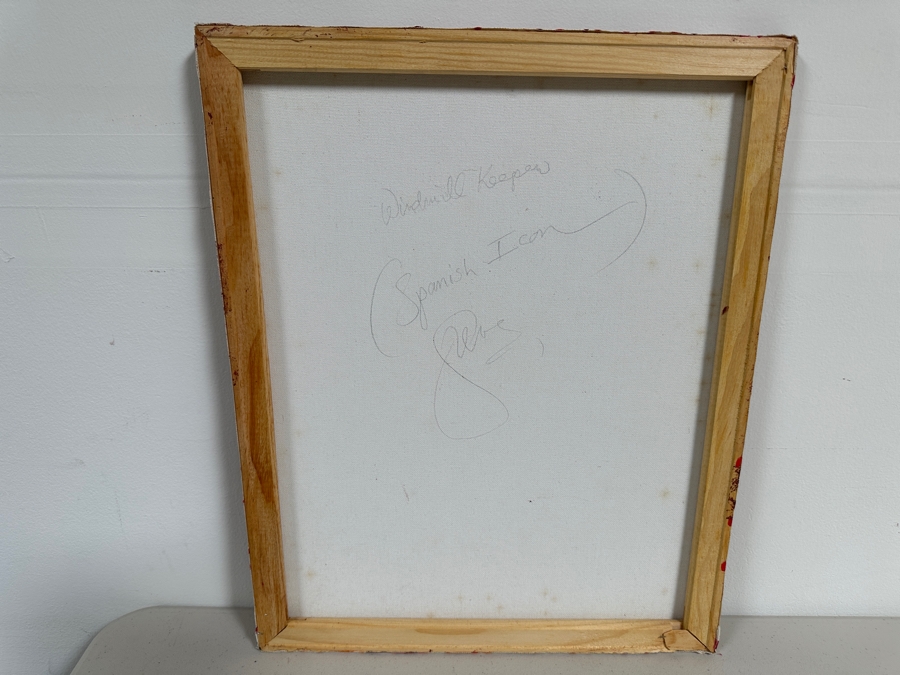 Windmill Keeper
(Spanish Icon)